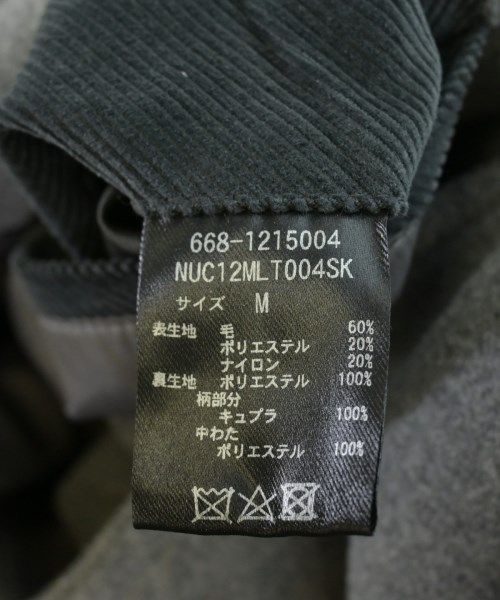 668-1215004
NUC12MLT004SK
サイズ M
表生地 毛 60%
ポリエステル 20%
ナイロン 20%
裏生地 ポリエステル 100%
柄部分
キュプラ 100%
中わた
ポリエステル 100%